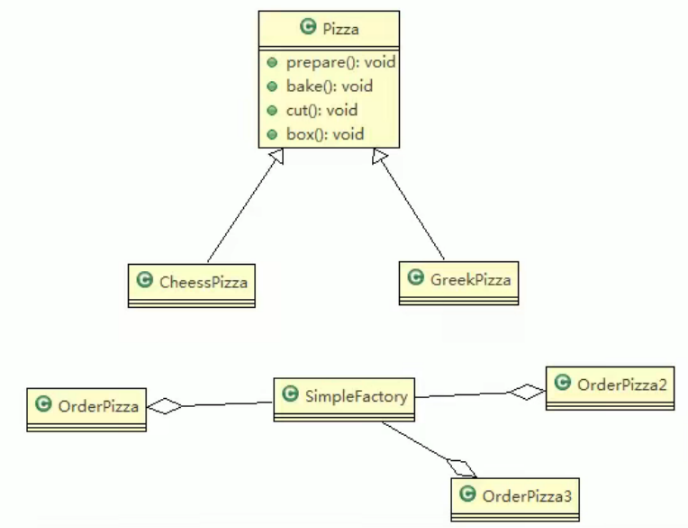 Pizza
prepare(): void
bake(): void
cut(): void
box(): void
CheessPizza
GreekPizza
OrderPizza
SimpleFactory
OrderPizza2
OrderPizza3